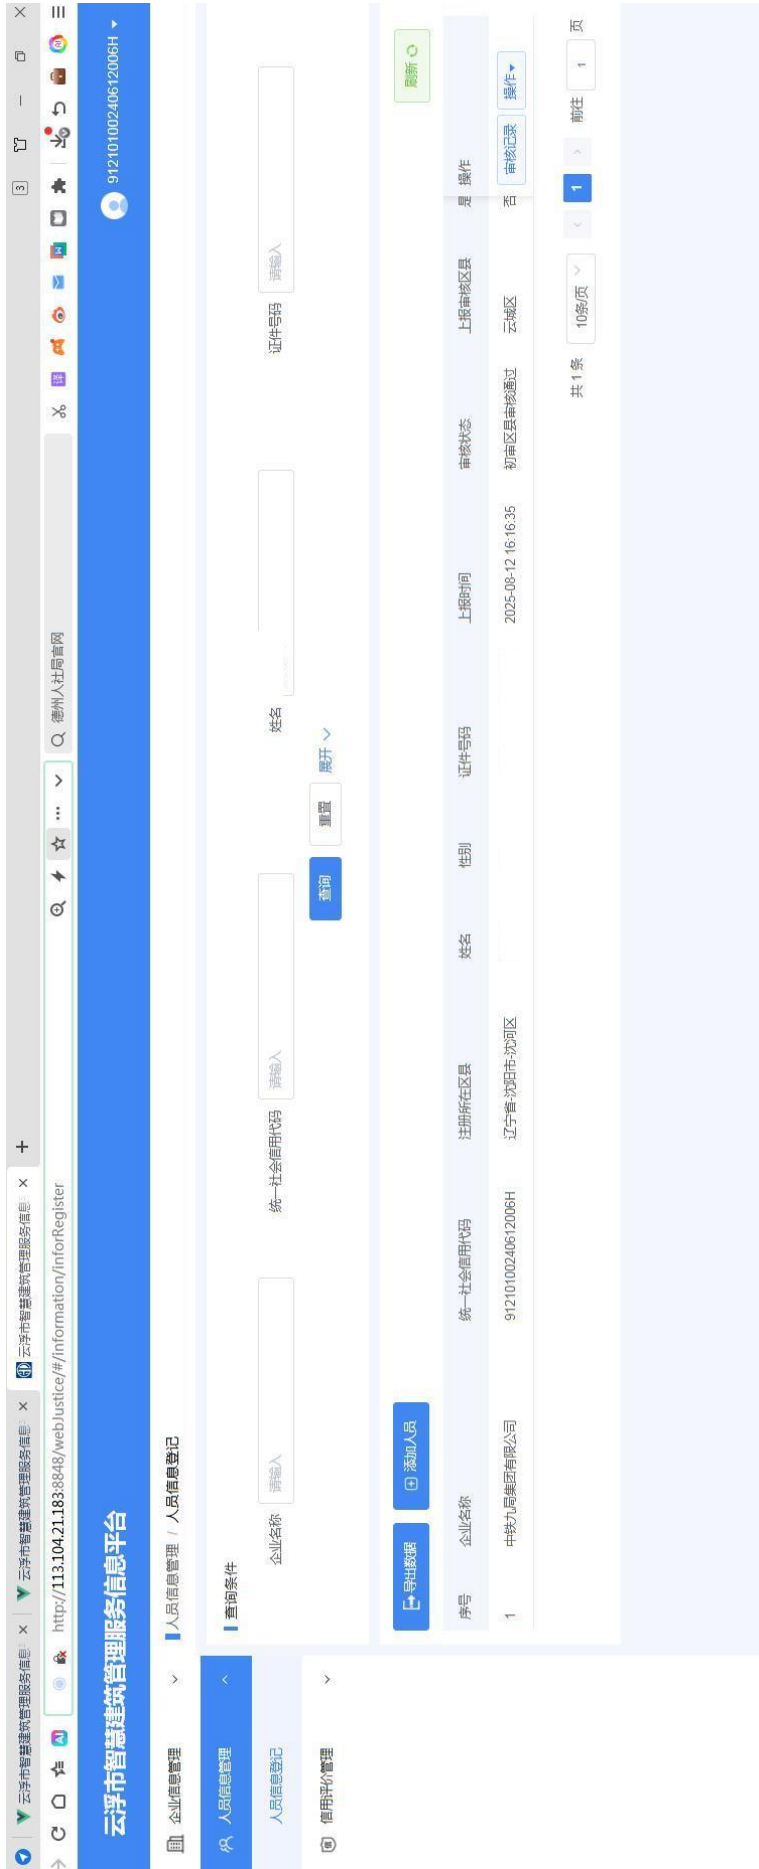 云浮市智慧建筑管理服务信息
云浮市智慧建筑管理服务信息
云浮市智慧建筑管理服务信息
3
http://113.104.21.183:8848/webJustice/#/information/inforRegister
德州人社局官网
云浮市智慧建筑管理服务信息平台
91210100240612006H
企业信息管理
人员信息管理
人员信息登记
信用评价管理
人员信息管理 / 人员信息登记
查询条件
企业名称 请输入 统一社会信用代码 请输入 姓名 证件号码 请输入
查询 重置 展开
导出数据 添加人员 刷新
序号 企业名称 统一社会信用代码 注册所在区县 姓名 性别 证件号码 上报时间 审核状态 上报审核区县 是 操作
1 中铁九局集团有限公司 91210100240612006H 辽宁省-沈阳市-沈河区 2025-08-12 16:16:35 初审区县审核通过 云城区 否 审核记录 操作
共 1 条 10条/页 1 前往 1 页